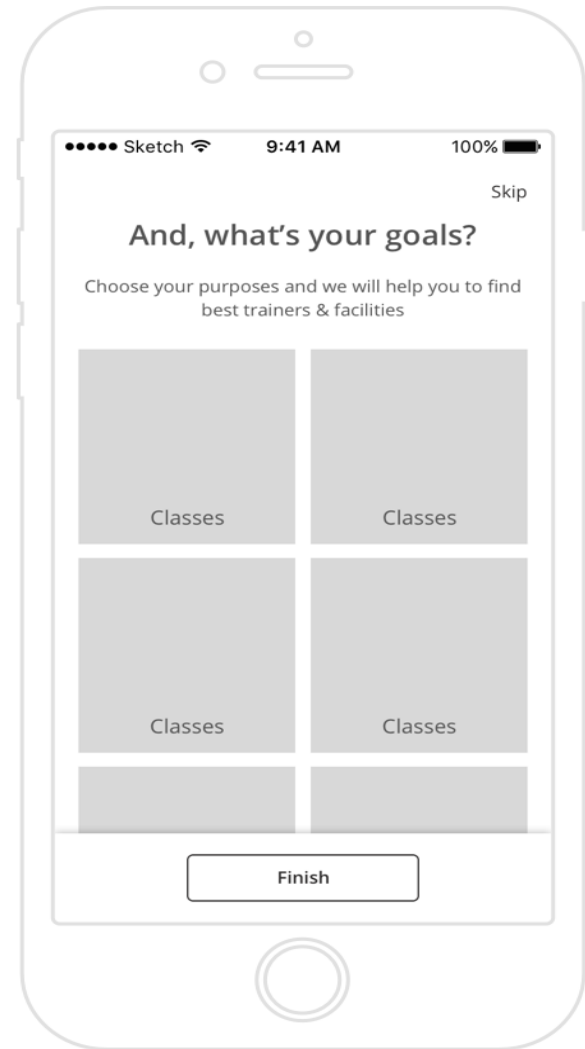 Sketch 9:41 AM 100%
Skip
And, what's your goals?
Choose your purposes and we will help you to find
best trainers & facilities
Classes Classes
Classes Classes
Finish